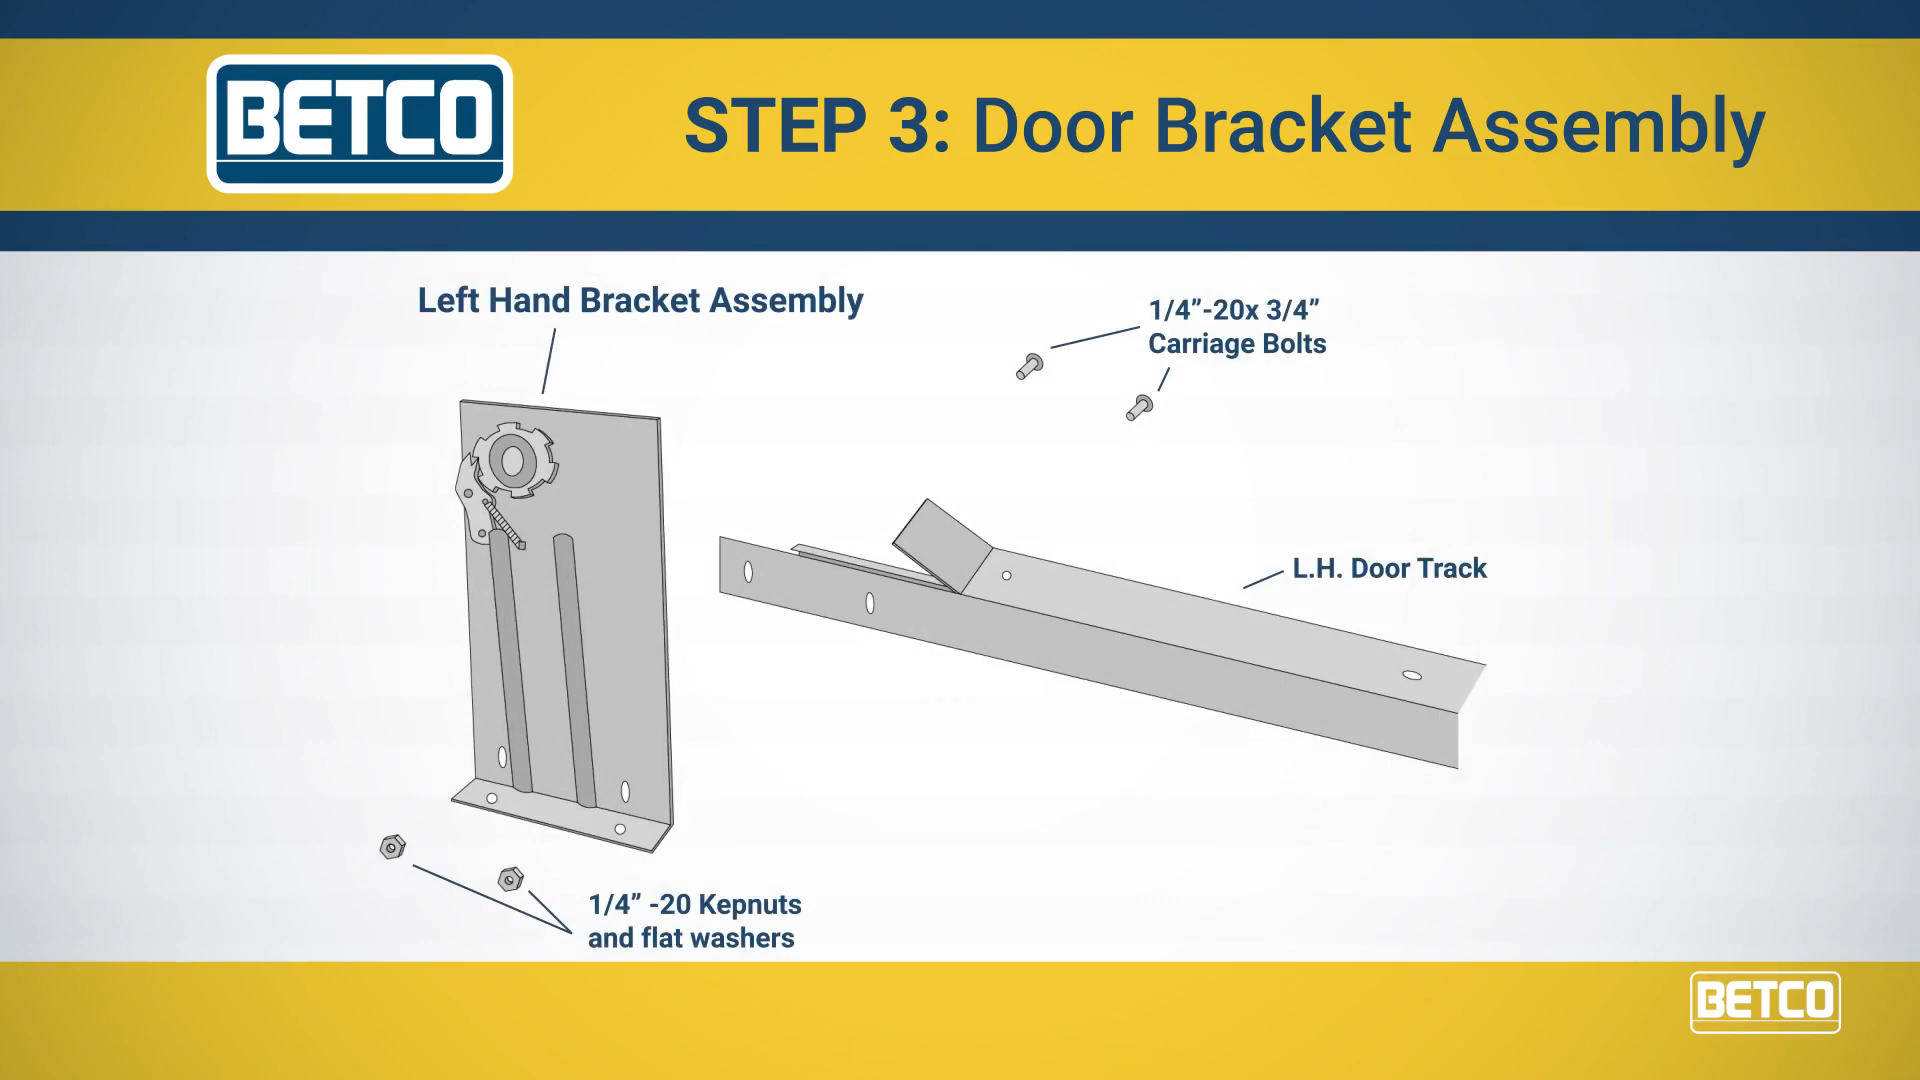 BETCO
STEP 3: Door Bracket Assembly
Left Hand Bracket Assembly
1/4”-20x 3/4”
Carriage Bolts
L.H. Door Track
1/4” -20 Kepnuts
and flat washers
BETCO